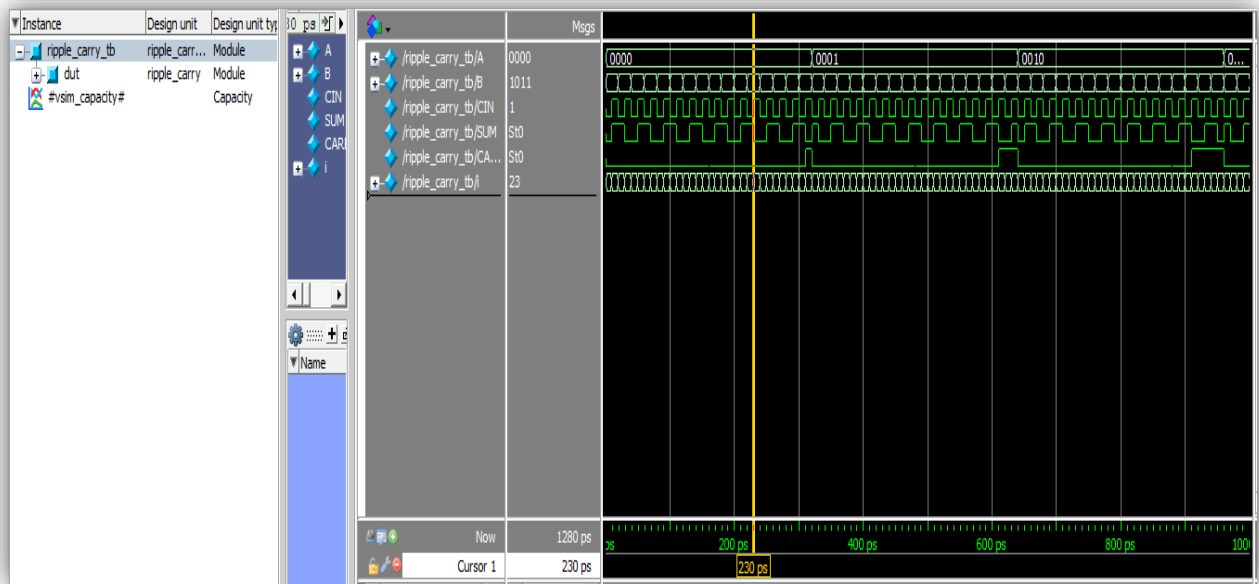 Instance Design unit Design unit typ
ripple_carry_tb ripple_carr... Module
dut ripple_carry Module
#vsim_capacity# Capacity
ps
A
B
CIN
SUM
i
Name
Msgs
/ripple_carry_tb/A 0000 0000 0001 0010 0...
/ripple_carry_tb/B 1011
/ripple_carry_tb/CIN 1
/ripple_carry_tb/SUM St0
/ripple_carry_tb/CA... St0
/ripple_carry_tb/i 23
Now 1280 ps ps 200 ps 400 ps 600 ps 800 ps 100
Cursor 1 230 ps 230 ps